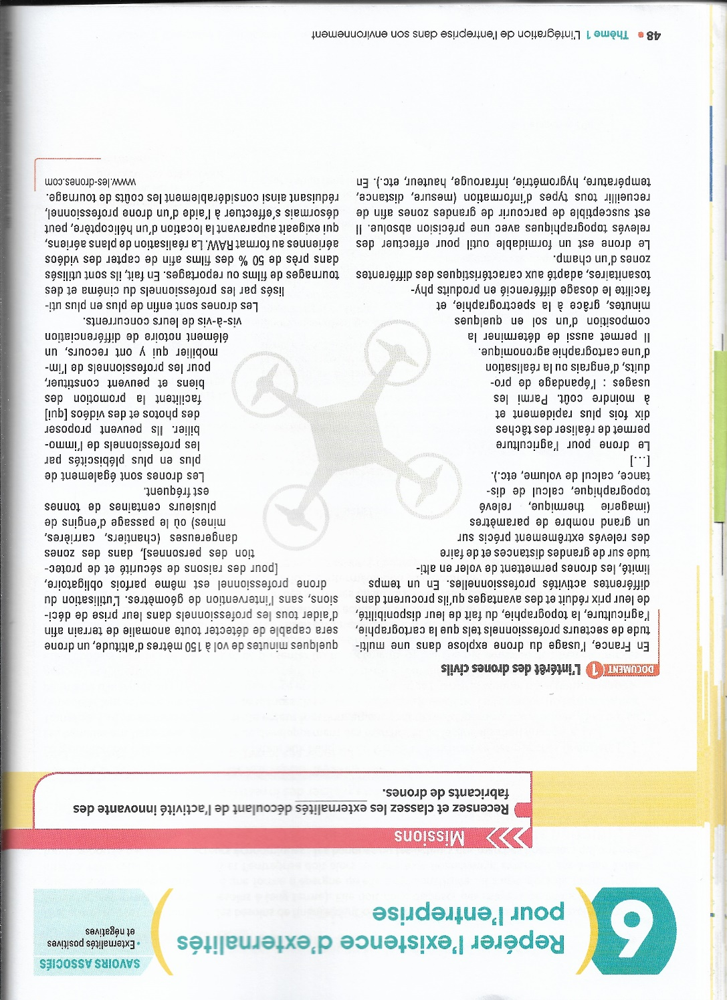 6
Repérer l'existence d'externalités
pour l'entreprise
SAVOIRS ASSOCIÉS
• Externalités positives
et négatives
Missions
Recensez et classez les externalités découlant de l'activité innovante des
fabricants de drones.
DOCUMENT 1 L'intérêt des drones civils
En France, l'usage du drone explose dans une multi-
tude de secteurs professionnels tels que la cartographie,
l'agriculture, la topographie, du fait de leur disponibilité,
de leur prix réduit et des avantages qu'ils procurent dans
différentes activités professionnelles. En un temps
limité, les drones permettent de voler en alti-
tude sur de grandes distances et de faire
des relevés extrêmement précis sur
un grand nombre de paramètres
(imagerie thermique, relevé
topographique, calcul de dis-
tance, calcul de volume, etc.).
[…]
Le drone pour l'agriculture
permet de réaliser des tâches
dix fois plus rapidement et
à moindre coût. Parmi les
usages : l'épandage de pro-
duits, d'engrais ou la réalisation
d'une cartographie agronomique.
Il permet aussi de déterminer la
composition d'un sol en quelques
minutes, grâce à la spectrographie, et
facilite le dosage différencié en produits phy-
tosanitaires, adapté aux caractéristiques des différentes
zones d'un champ.
Le drone est un formidable outil pour effectuer des
relevés topographiques avec une précision absolue. Il
est susceptible de parcourir de grandes zones afin de
recueillir tous types d'information (mesure, distance,
température, hygrométrie, infrarouge, hauteur, etc.). En
quelques minutes de vol à 150 mètres d'altitude, un drone
sera capable de détecter toute anomalie de terrain afin
d'aider tous les professionnels dans leur prise de déci-
sions, sans l'intervention de géomètres. L'utilisation du
drone professionnel est même parfois obligatoire,
[pour des raisons de sécurité et de protec-
tion des personnes], dans des zones
dangereuses (chantiers, carrières,
mines) où le passage d'engins de
plusieurs centaines de tonnes
est fréquent.
Les drones sont également de
plus en plus plébiscités par
les professionnels de l'immo-
bilier. Ils peuvent proposer
des photos et des vidéos [qui]
facilitent la promotion des
biens et peuvent constituer,
pour les professionnels de l'im-
mobilier qui y ont recours, un
élément notoire de différenciation
vis-à-vis de leurs concurrents.
Les drones sont enfin de plus en plus uti-
lisés par les professionnels du cinéma et des
tournages de films ou reportages. En fait, ils sont utilisés
dans près de 50 % des films afin de capter des vidéos
aériennes au format RAW. La réalisation de plans aériens,
qui exigeait auparavant la location d'un hélicoptère, peut
désormais s'effectuer à l'aide d'un drone professionnel,
réduisant ainsi considérablement les coûts de tournage.
www.les-drones.com
48 • Thème 1 L'intégration de l'entreprise dans son environnement